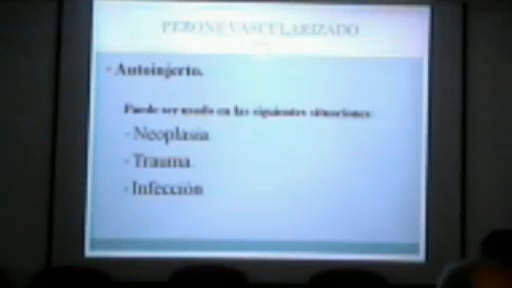 PERONE VASCULARIZADO
Autoinjerto.
Puede ser usado en las siguientes situaciones:
- Neoplasia
- Trauma
- Infección